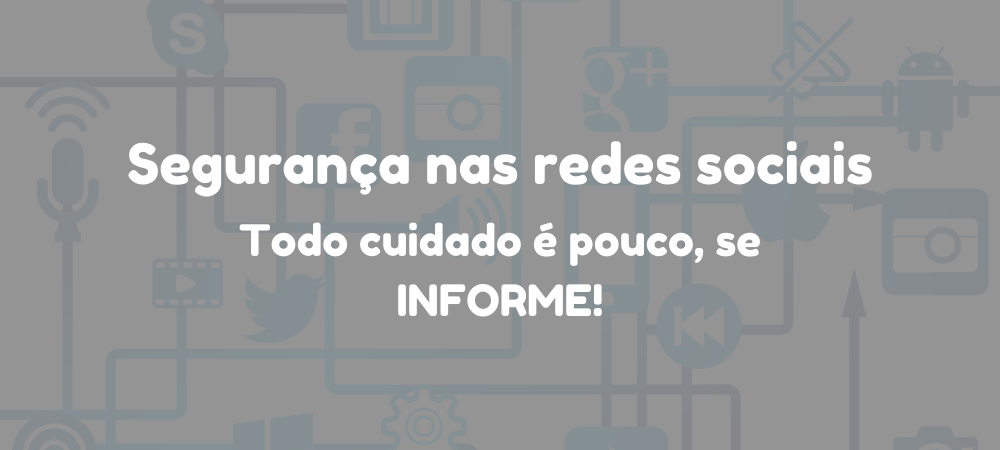 Segurança nas redes sociais
Todo cuidado é pouco, se
INFORME!